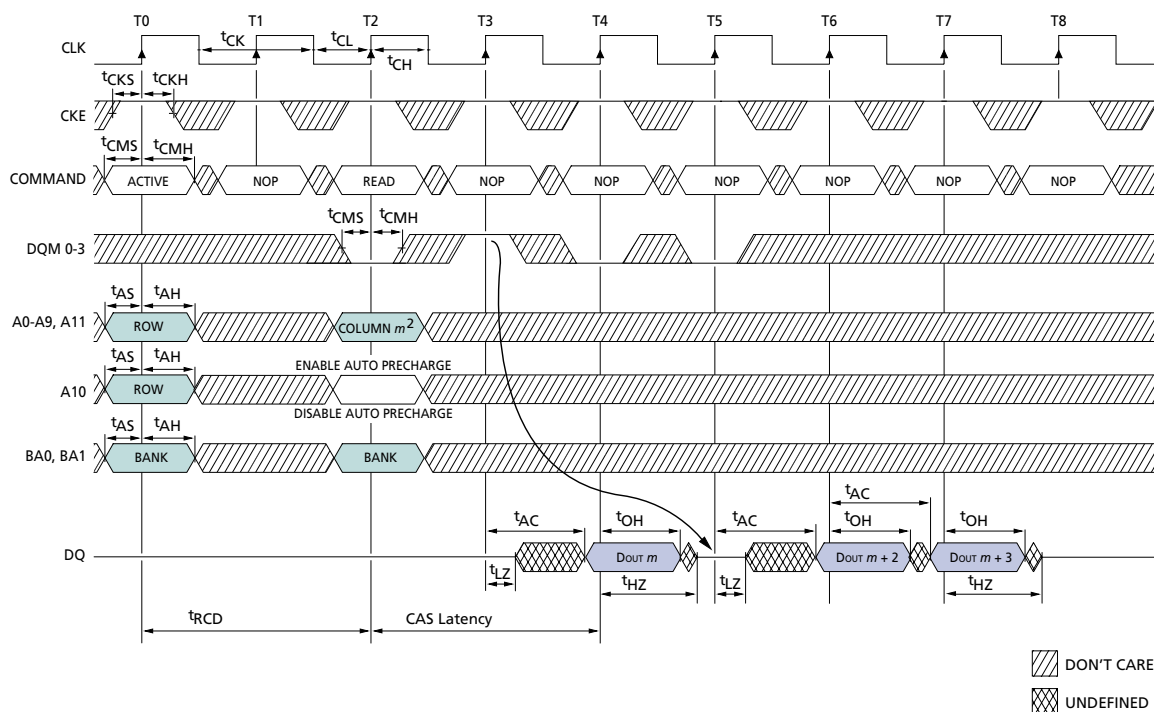 T0 T1 T2 T3 T4 T5 T6 T7 T8
CLK
tCK tCL
tCH
tCKS tCKH
CKE
tCMS tCMH
COMMAND ACTIVE NOP READ NOP NOP NOP NOP NOP NOP
tCMS tCMH
DQM 0-3
tAS tAH
A0-A9, A11 ROW COLUMN m2
tAS tAH
ENABLE AUTO PRECHARGE
A10 ROW
DISABLE AUTO PRECHARGE
tAS tAH
BA0, BA1 BANK BANK
tAC
tAC tOH tAC tOH tOH
DQ DOUT m DOUT m + 2 DOUT m + 3
tLZ tHZ tLZ tHZ
tRCD CAS Latency
DON'T CARE
UNDEFINED